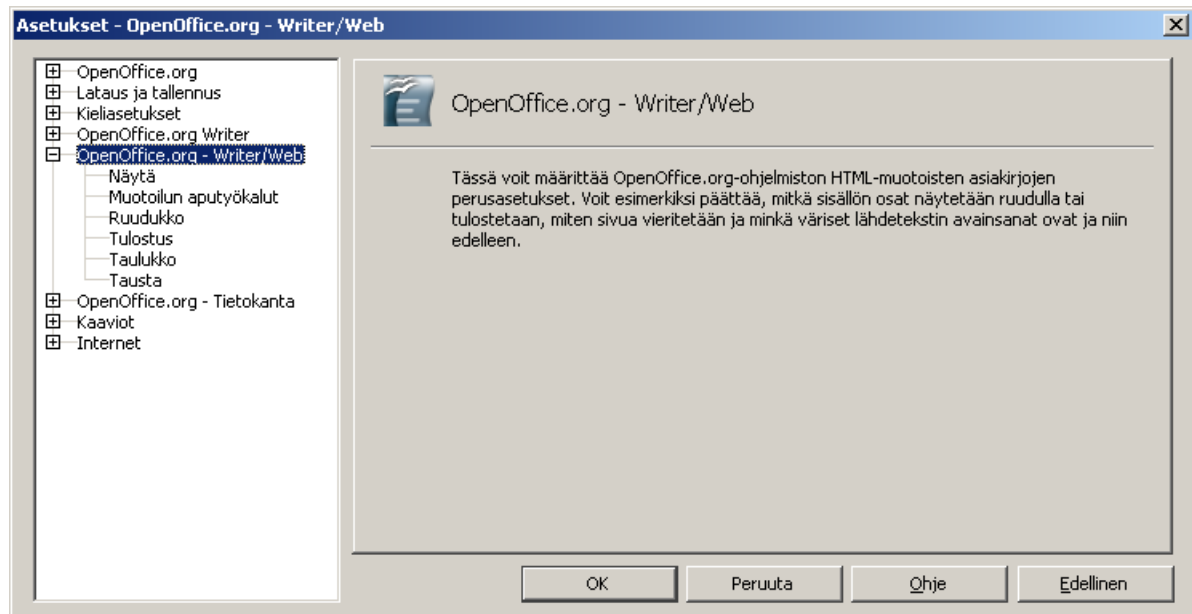 Asetukset - OpenOffice.org - Writer/Web
OpenOffice.org
Lataus ja tallennus
Kieliasetukset
OpenOffice.org Writer
OpenOffice.org - Writer/Web
Näytä
Muotoilun aputyökalut
Ruudukko
Tulostus
Taulukko
Tausta
OpenOffice.org - Tietokanta
Kaaviot
Internet
OpenOffice.org - Writer/Web
Tässä voit määrittää OpenOffice.org-ohjelmiston HTML-muotoisten asiakirjojen
perusasetukset. Voit esimerkiksi päättää, mitkä sisällön osat näytetään ruudulla tai
tulostetaan, miten sivua vieritetään ja minkä väriset lähdetekstin avainsanat ovat ja niin
edelleen.
OK
Peruuta
Ohje
Edellinen